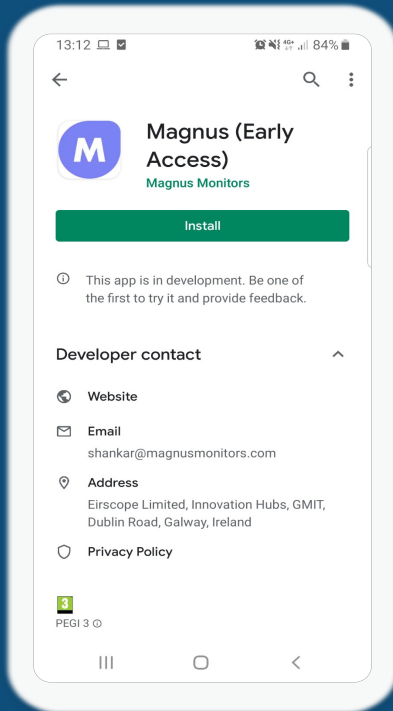 13:12 4G+ 84%
M
Magnus (Early
Access)
Magnus Monitors
Install
This app is in development. Be one of
the first to try it and provide feedback.
Developer contact
Website
Email
shankar@magnusmonitors.com
Address
Eirscope Limited, Innovation Hubs, GMIT,
Dublin Road, Galway, Ireland
Privacy Policy
3
PEGI 3